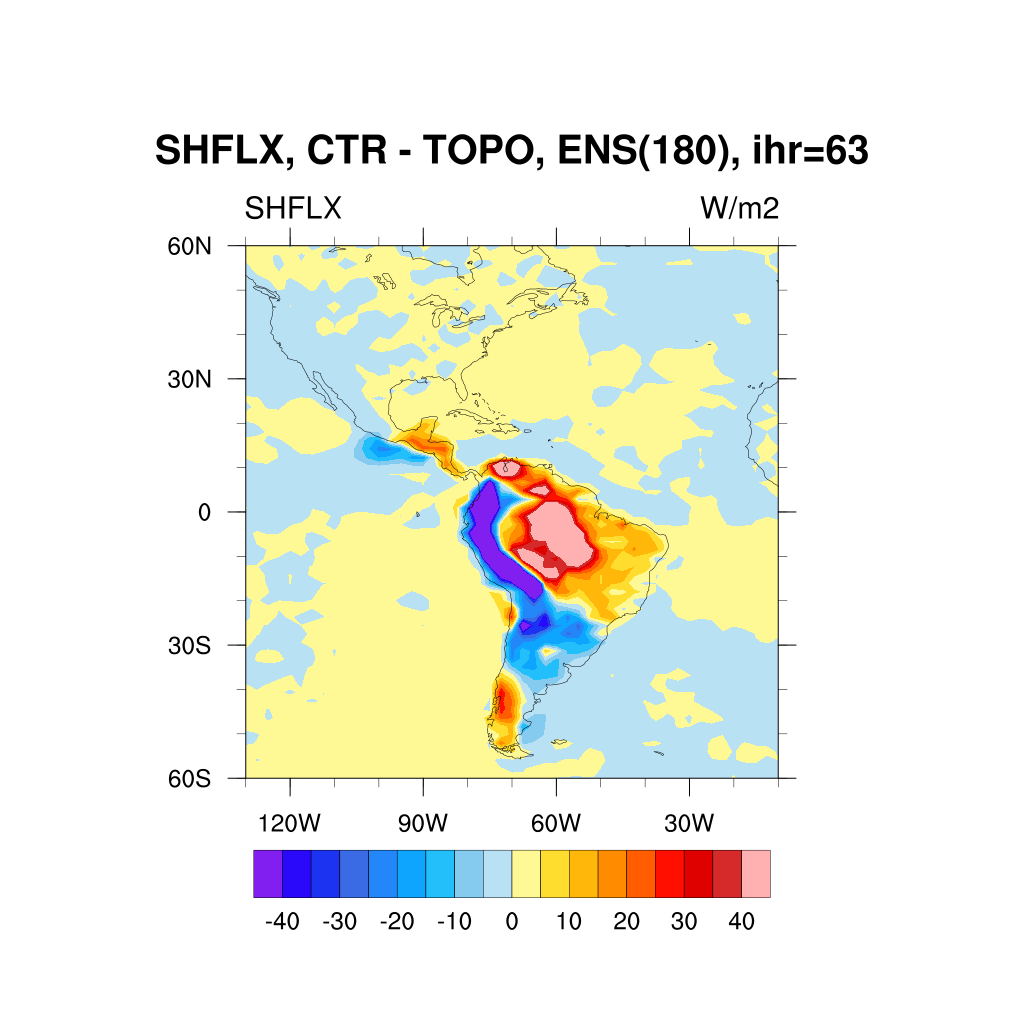 SHFLX, CTR - TOPO, ENS(180), ihr=63
SHFLX W/m2
60N
30N
0
30S
60S
120W 90W 60W 30W
-40 -30 -20 -10 0 10 20 30 40